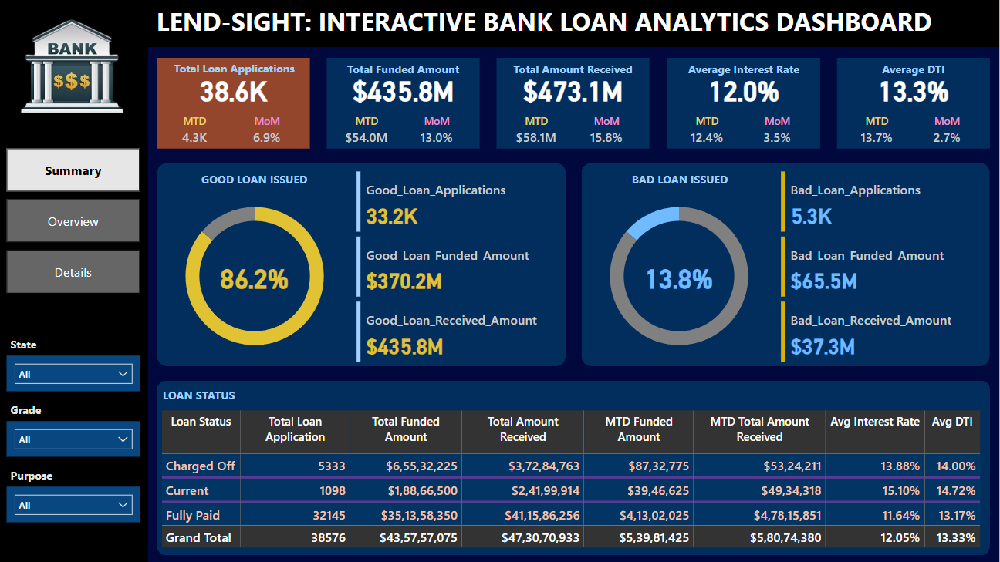 LEND-SIGHT: INTERACTIVE BANK LOAN ANALYTICS DASHBOARD
BANK
$$$
Summary
Overview
Details
State
All
Grade
All
Purpose
All
Total Loan Applications
38.6K
MTD MoM
4.3K 6.9%
Total Funded Amount
$435.8M
MTD MoM
$54.0M 13.0%
Total Amount Received
$473.1M
MTD MoM
$58.1M 15.8%
Average Interest Rate
12.0%
MTD MoM
12.4% 3.5%
Average DTI
13.3%
MTD MoM
13.7% 2.7%
GOOD LOAN ISSUED
86.2%
Good_Loan_Applications
33.2K
Good_Loan_Funded_Amount
$370.2M
Good_Loan_Received_Amount
$435.8M
BAD LOAN ISSUED
13.8%
Bad_Loan_Applications
5.3K
Bad_Loan_Funded_Amount
$65.5M
Bad_Loan_Received_Amount
$37.3M
LOAN STATUS
Loan Status Total Loan Application Total Funded Amount Total Amount Received MTD Funded Amount MTD Total Amount Received Avg Interest Rate Avg DTI
Charged Off 5333 $6,55,32,225 $3,72,84,763 $87,32,775 $53,24,211 13.88% 14.00%
Current 1098 $1,88,66,500 $2,41,99,914 $39,46,625 $49,34,318 15.10% 14.72%
Fully Paid 32145 $35,13,58,350 $41,15,86,256 $4,13,02,025 $4,78,15,851 11.64% 13.17%
Grand Total 38576 $43,57,57,075 $47,30,70,933 $5,39,81,425 $5,80,74,380 12.05% 13.33%